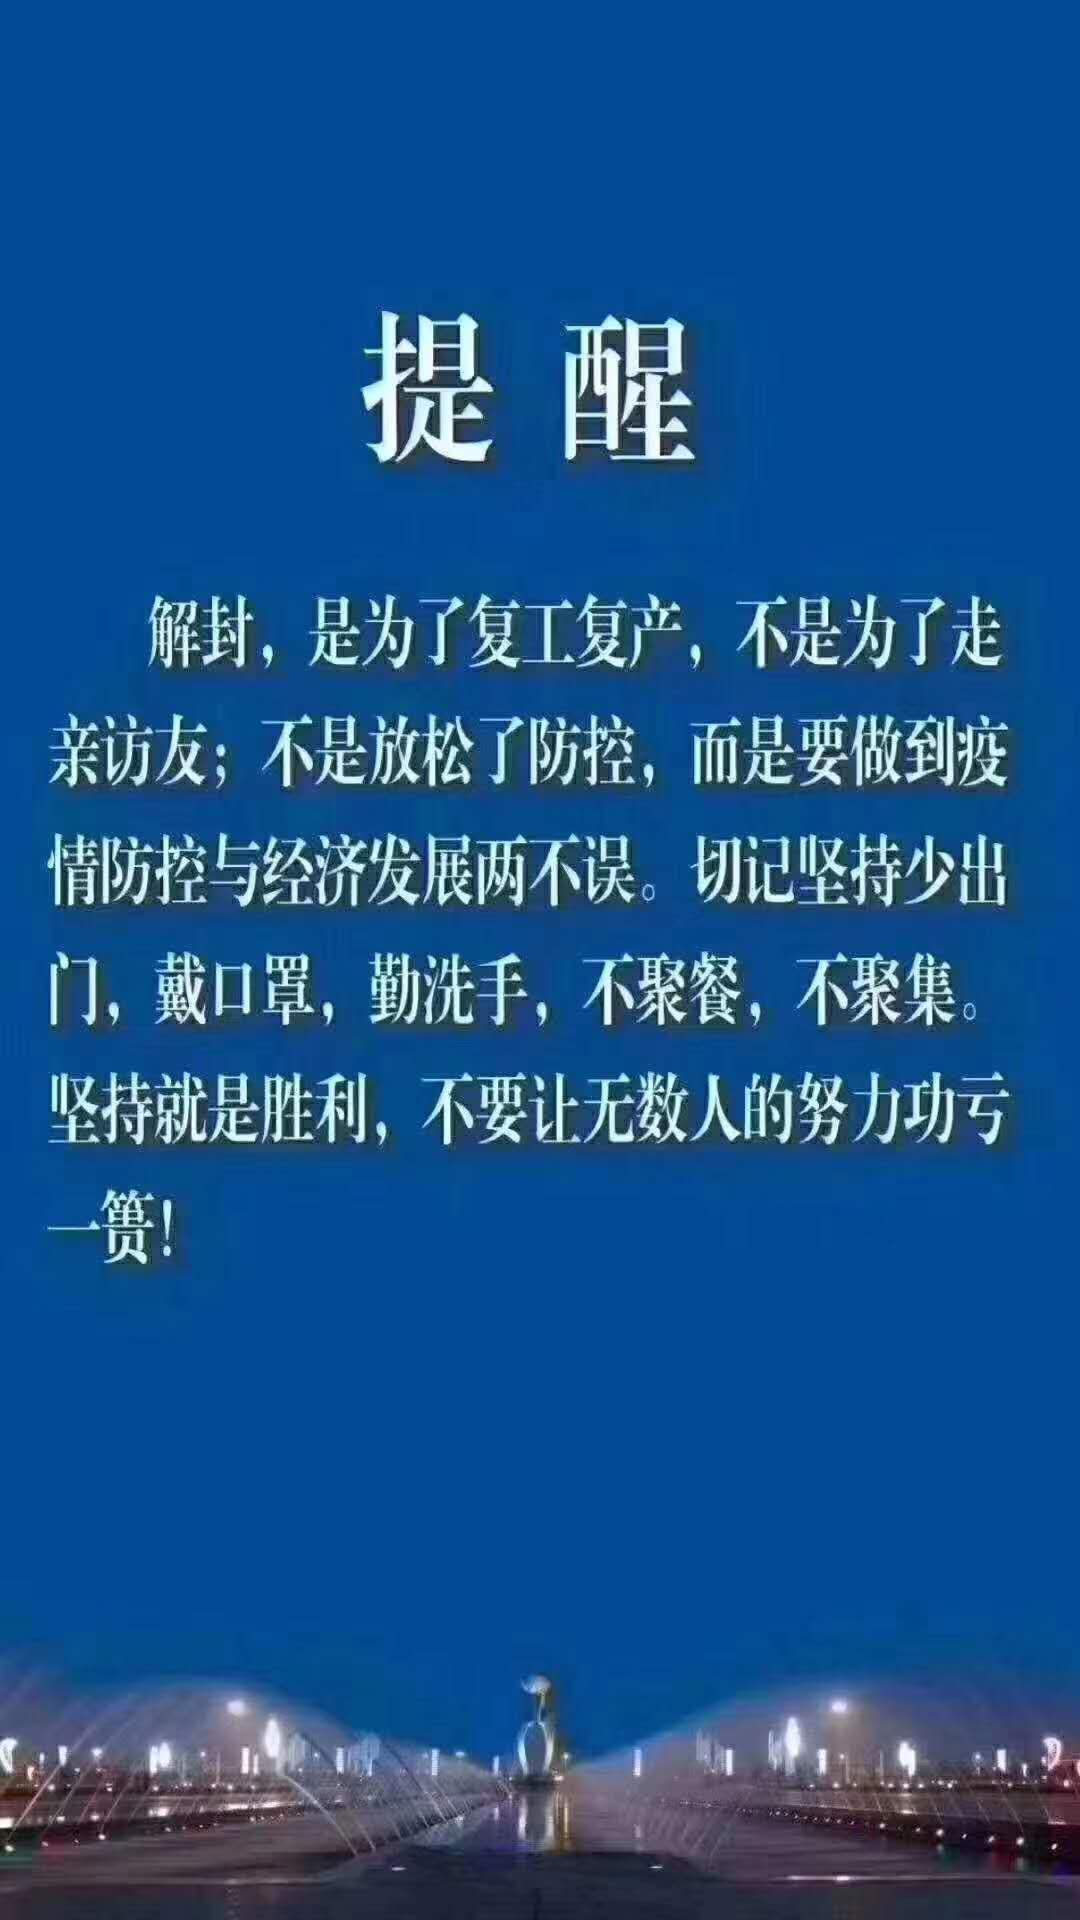 提醒
解封，是为了复工复产，不是为了走
亲访友；不是放松了防控，而是要做到疫
情防控与经济发展两不误。切记坚持少出
门，戴口罩，勤洗手，不聚餐，不聚集。
坚持就是胜利，不要让无数人的努力功亏
一篑！